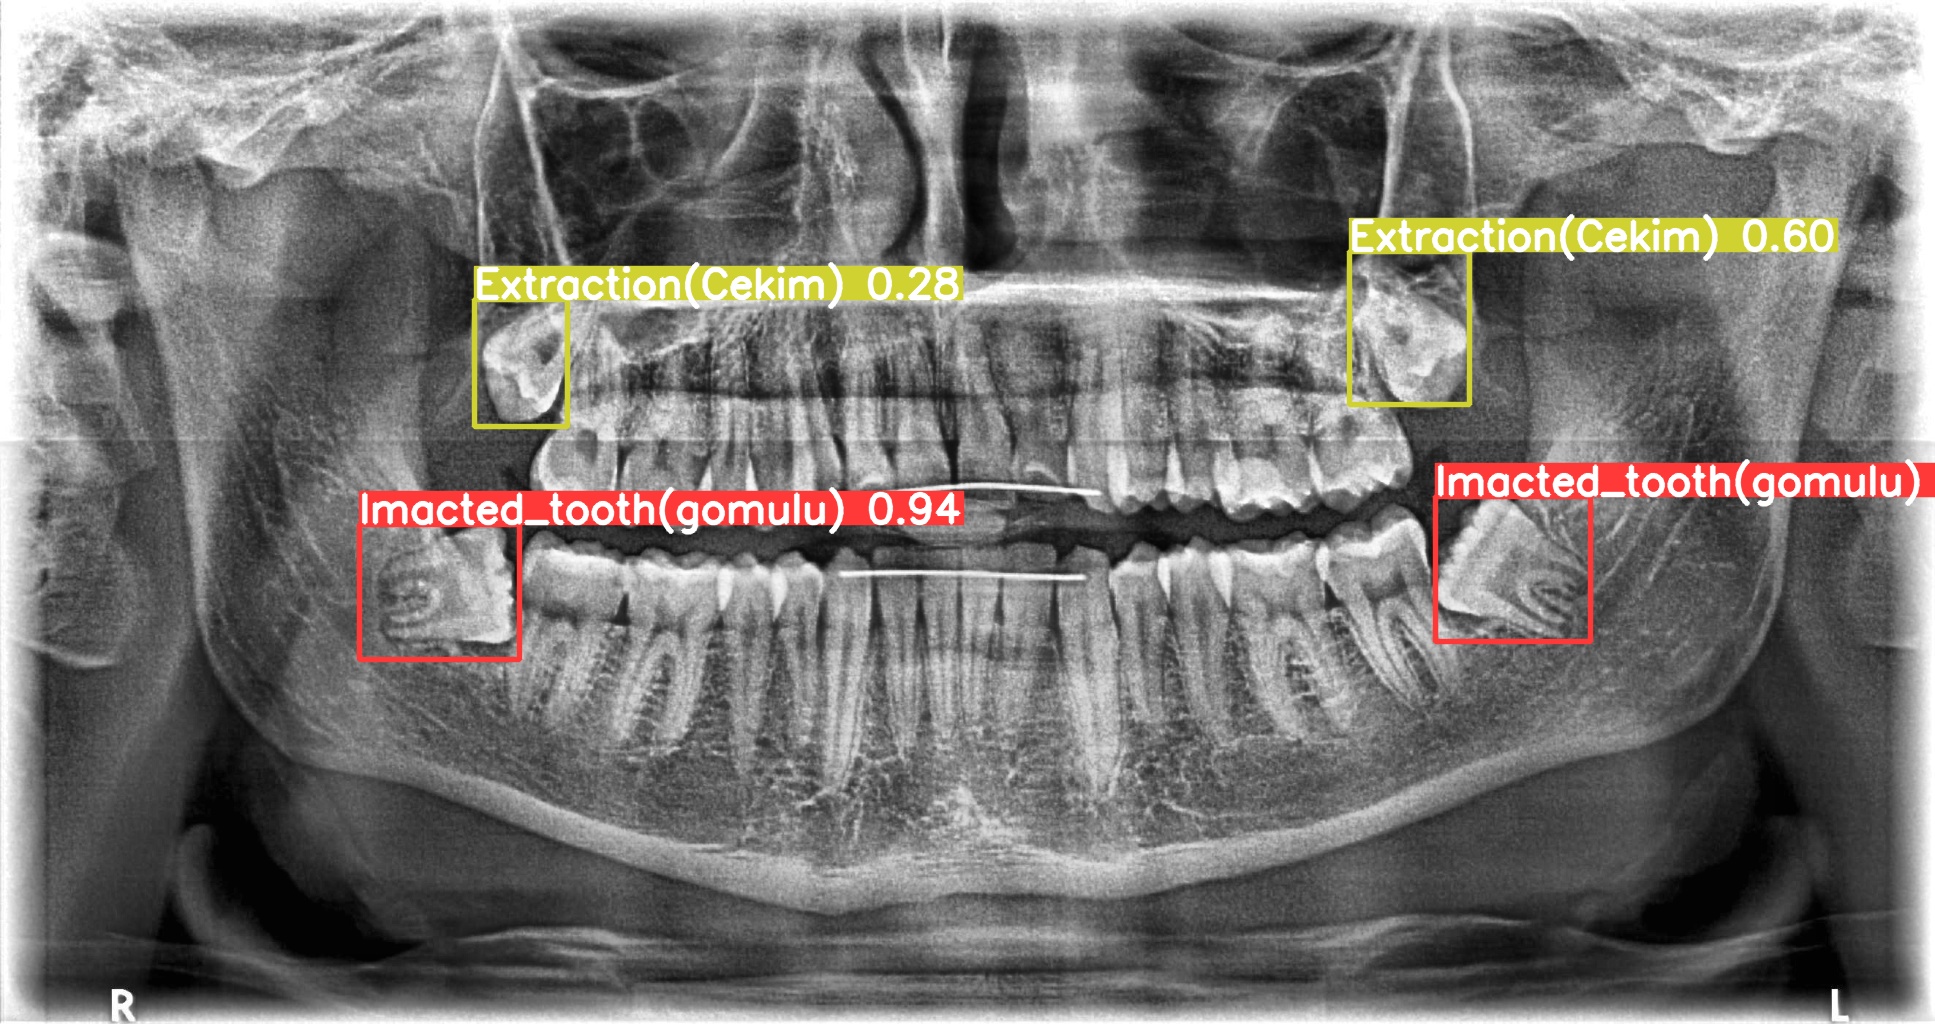 Extraction(Cekim) 0.60
Extraction(Cekim) 0.28
Imacted_tooth(gomulu)
Imacted_tooth(gomulu) 0.94
R
L